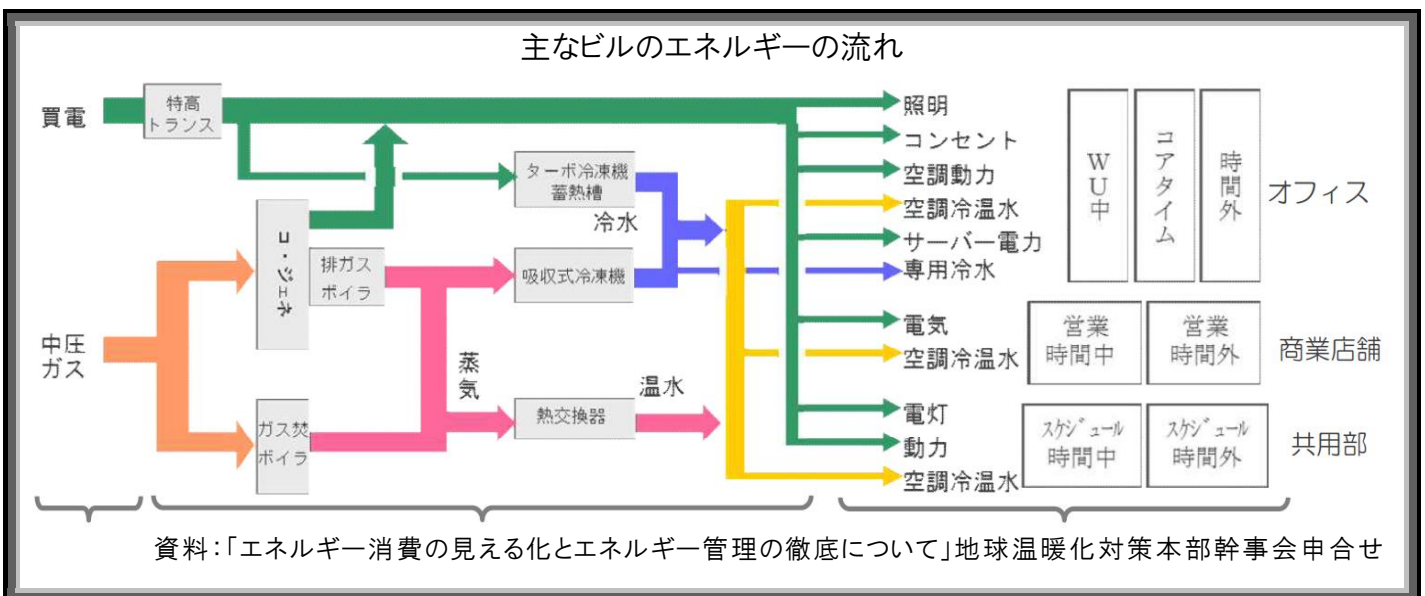 主なビルのエネルギーの流れ
買電
特高
トランス
中圧
ガス
コ・ジェネ
排ガス
ボイラ
ガス焚
ボイラ
蒸気
ターボ冷凍機
蓄熱槽
冷水
吸収式冷凍機
熱交換器
温水
照明
コンセント
空調動力
空調冷温水
サーバー電力
専用冷水
電気
空調冷温水
電灯
動力
空調冷温水
WU中
コアタイム
時間外
オフィス
営業
時間中
営業
時間外
商業店舗
スケジュール
時間中
スケジュール
時間外
共用部
資料:「エネルギー消費の見える化とエネルギー管理の徹底について」地球温暖化対策本部幹事会申合せ